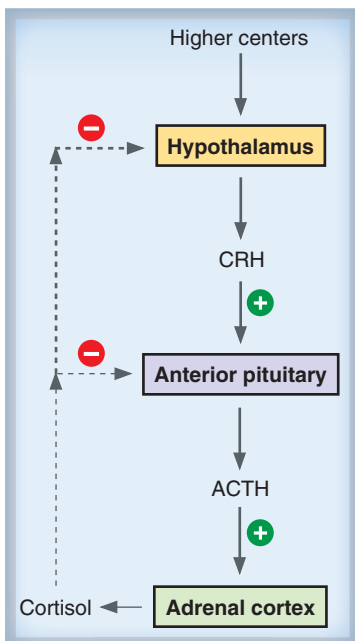 Higher centers
−
Hypothalamus
CRH
+
−
Anterior pituitary
ACTH
+
Cortisol
Adrenal cortex